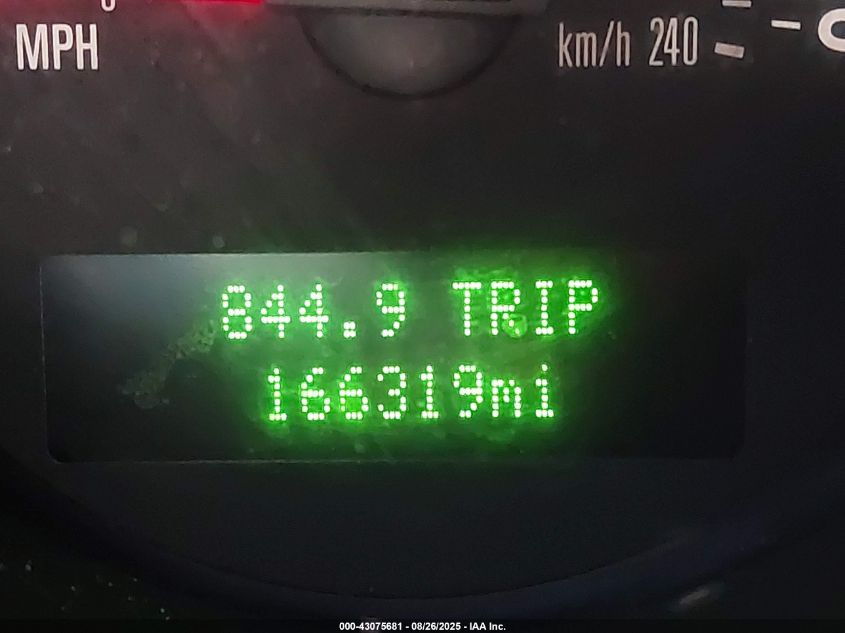 MPH
km/h 240
844.9 TRIP
166319mi
000-43075681 - 08/26/2025 - IAA Inc.